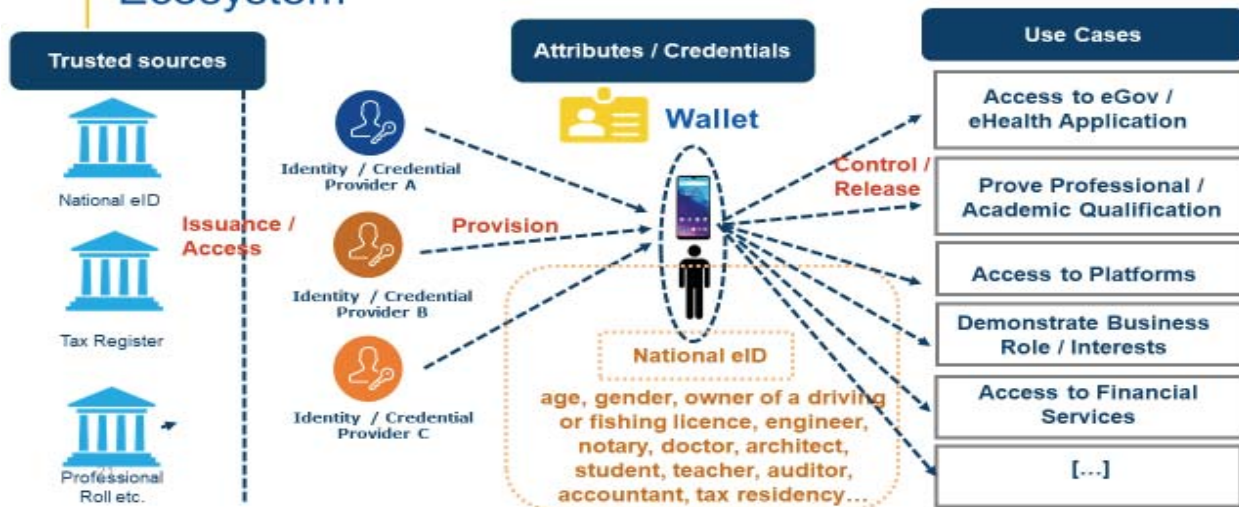 Ecosystem
Trusted sources
National eID
Tax Register
Professional
Roll etc.
Issuance /
Access
Identity / Credential
Provider A
Identity / Credential
Provider B
Identity / Credential
Provider C
Provision
Attributes / Credentials
Wallet
National eID
age, gender, owner of a driving
or fishing licence, engineer,
notary, doctor, architect,
student, teacher, auditor,
accountant, tax residency...
Control /
Release
Use Cases
Access to eGov /
eHealth Application
Prove Professional /
Academic Qualification
Access to Platforms
Demonstrate Business
Role / Interests
Access to Financial
Services
[...]